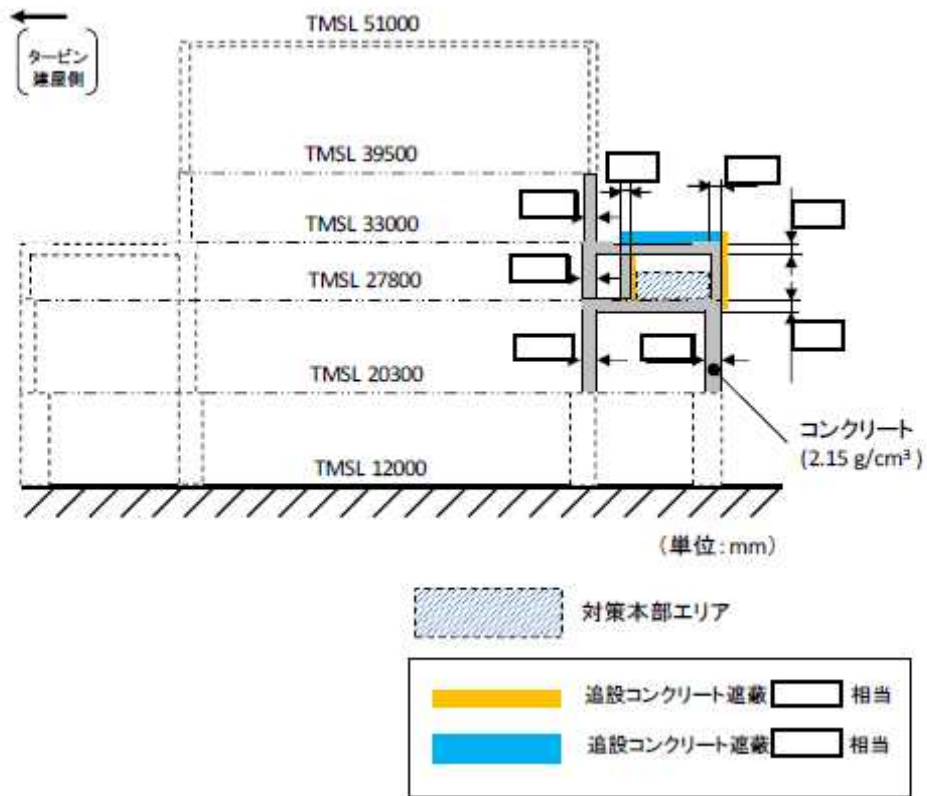 TMSL 51000
タービン
建屋側
TMSL 39500
TMSL 33000
TMSL 27800
TMSL 20300
コンクリート
(2.15 g/cm³ )
TMSL 12000
(単位:mm)
対策本部エリア
追設コンクリート遮蔽 相当
追設コンクリート遮蔽 相当